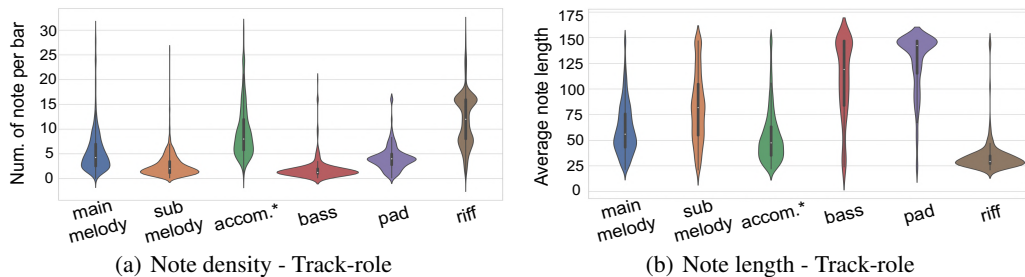 Num. of note per bar
30
25
20
15
10
5
0
main
melody
sub
melody
accom.*
bass
pad
riff
(a) Note density - Track-role
Average note length
175
150
125
100
75
50
25
0
main
melody
sub
melody
accom.*
bass
pad
riff
(b) Note length - Track-role